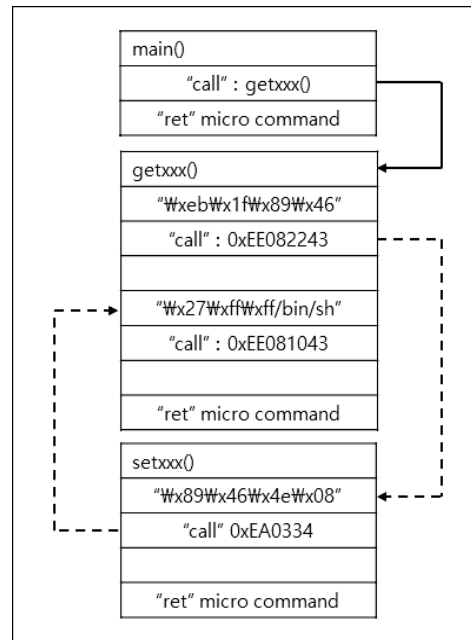 main()
“call” : getxxx()
“ret” micro command
getxxx()
“₩xeb₩x1f₩x89₩x46”
“call” : 0xEE082243
“₩x27₩xff₩xff/bin/sh”
“call” : 0xEE081043
“ret” micro command
setxxx()
“₩x89₩x46₩x4e₩x08”
“call” 0xEA0334
“ret” micro command